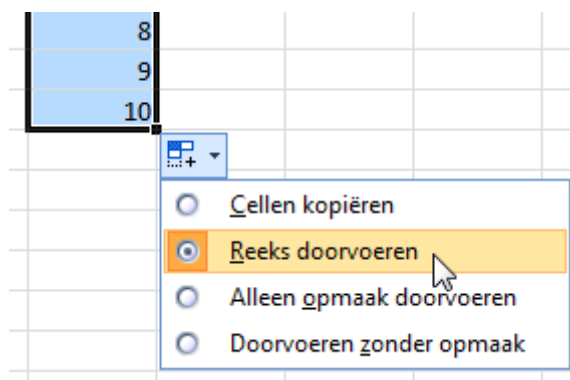 8
9
10
Cellen kopiëren
Reeks doorvoeren
Alleen opmaak doorvoeren
Doorvoeren zonder opmaak